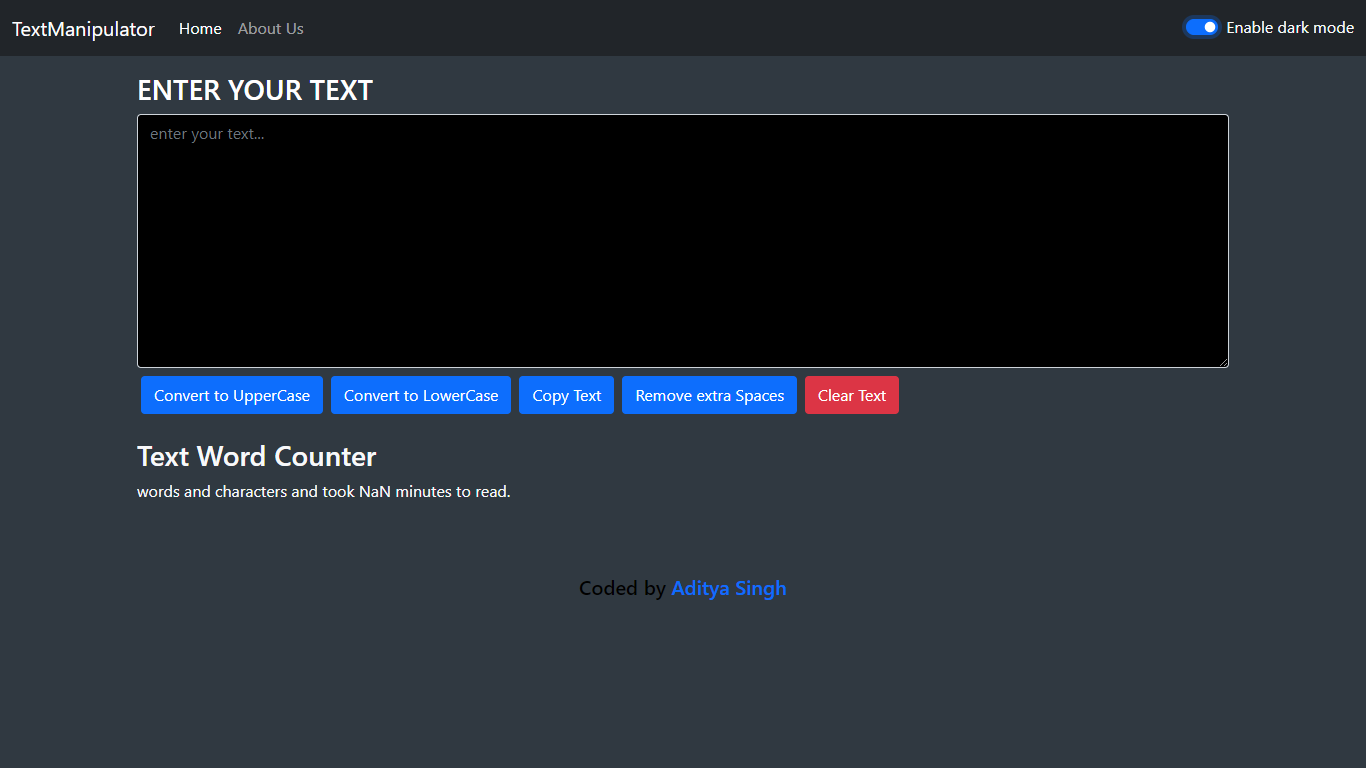 TextManipulator Home About Us Enable dark mode
ENTER YOUR TEXT
enter your text...
Convert to UpperCase Convert to LowerCase Copy Text Remove extra Spaces Clear Text
Text Word Counter
words and characters and took NaN minutes to read.
Coded by Aditya Singh